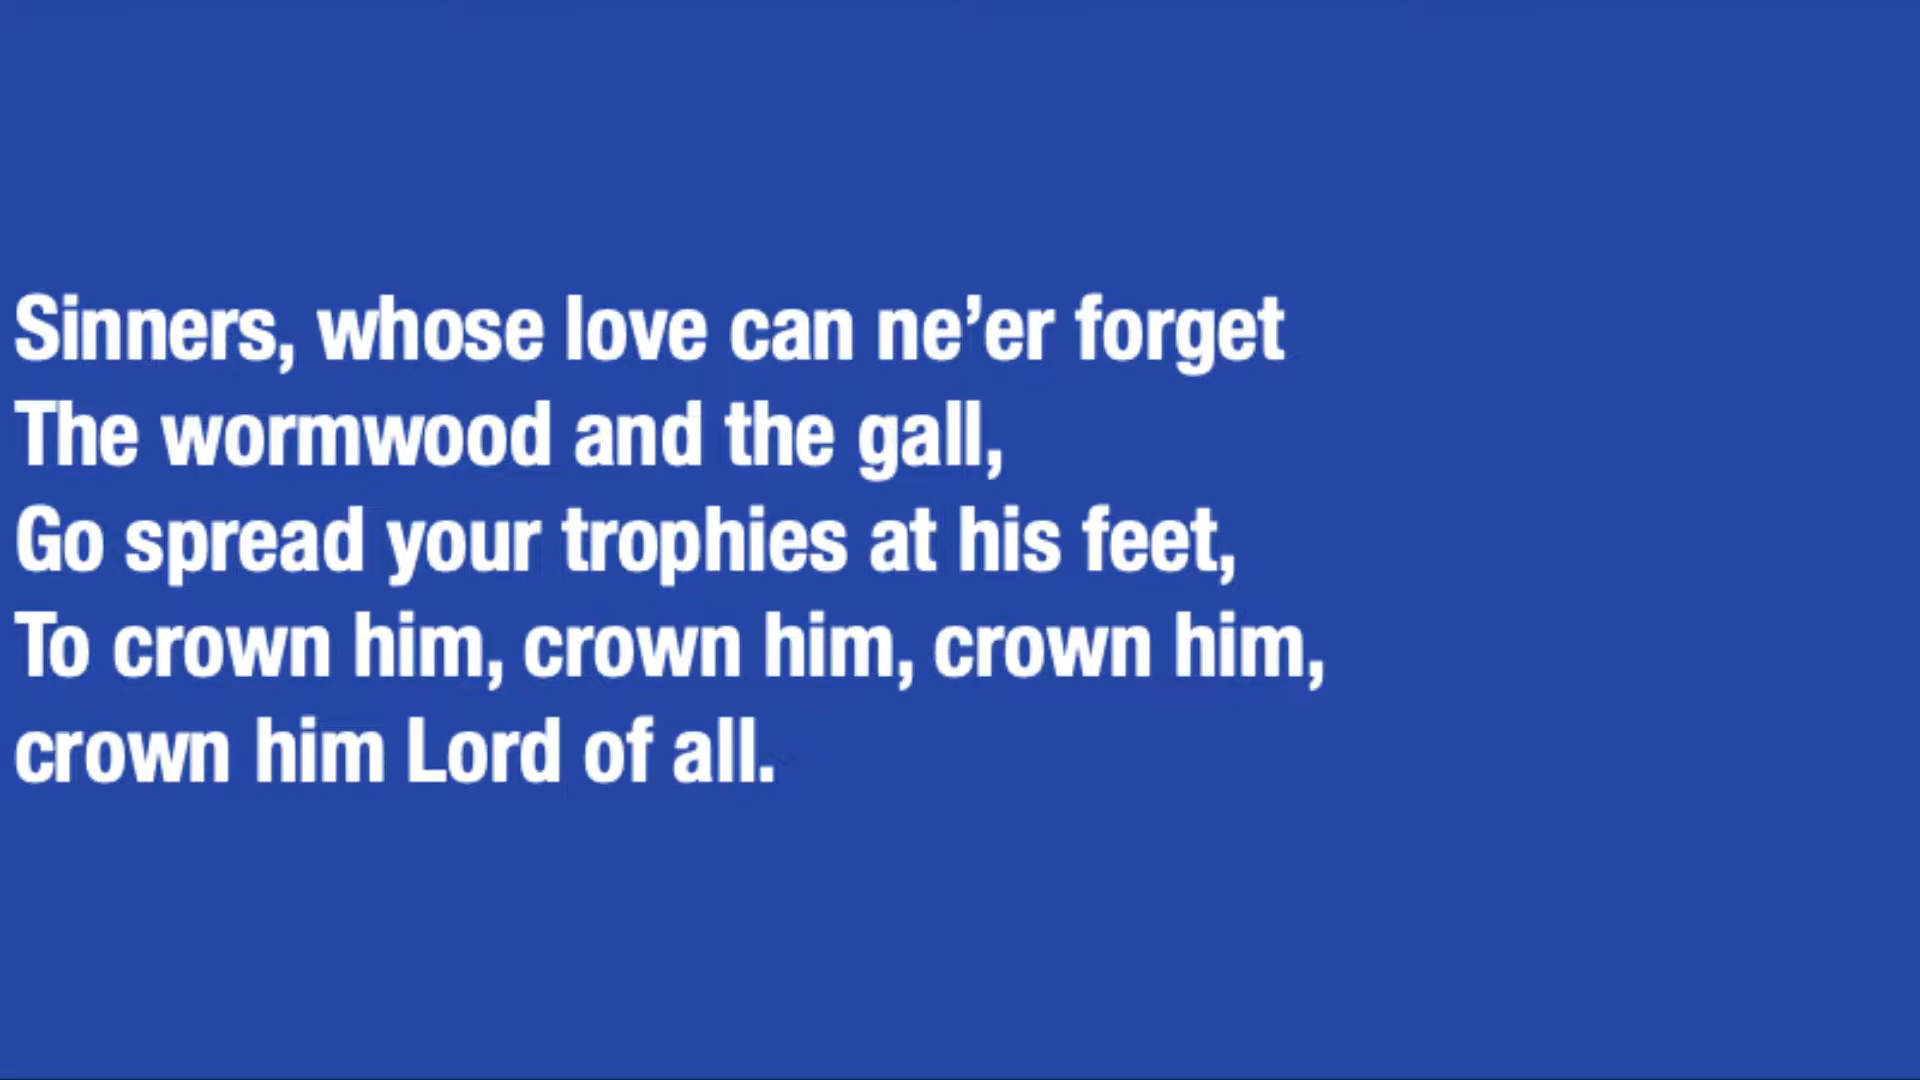 Sinners, whose love can ne’er forget
The wormwood and the gall,
Go spread your trophies at his feet,
To crown him, crown him, crown him,
crown him Lord of all.